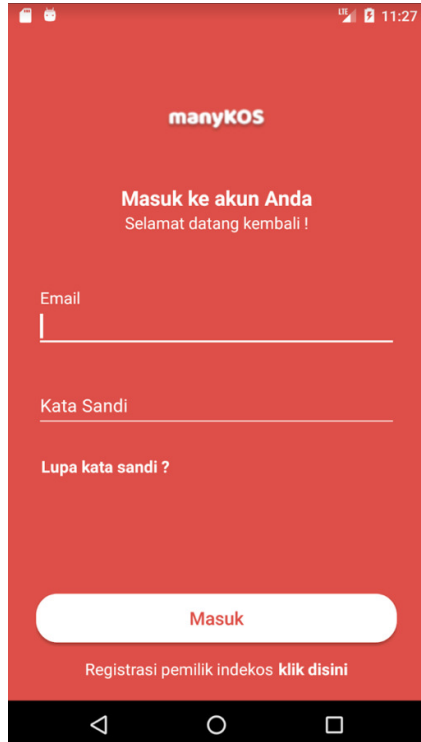 LTE 11:27
manyKOS
Masuk ke akun Anda
Selamat datang kembali !
Email
Kata Sandi
Lupa kata sandi ?
Masuk
Registrasi pemilik indekos klik disini